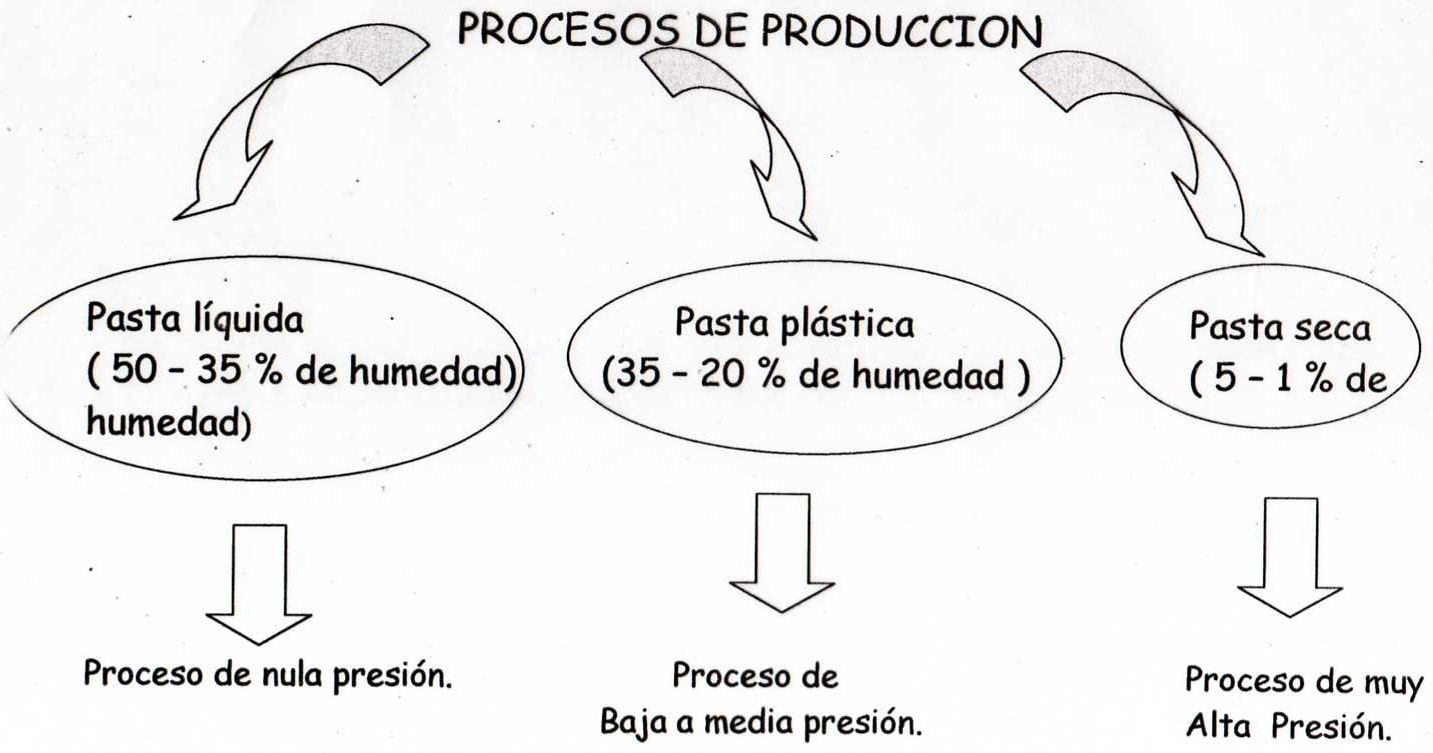 PROCESOS DE PRODUCCION
Pasta líquida
( 50 - 35 % de humedad)
humedad)
Pasta plástica
(35 - 20 % de humedad )
Pasta seca
( 5 - 1 % de
Proceso de nula presión.
Proceso de
Baja a media presión.
Proceso de muy
Alta Presión.